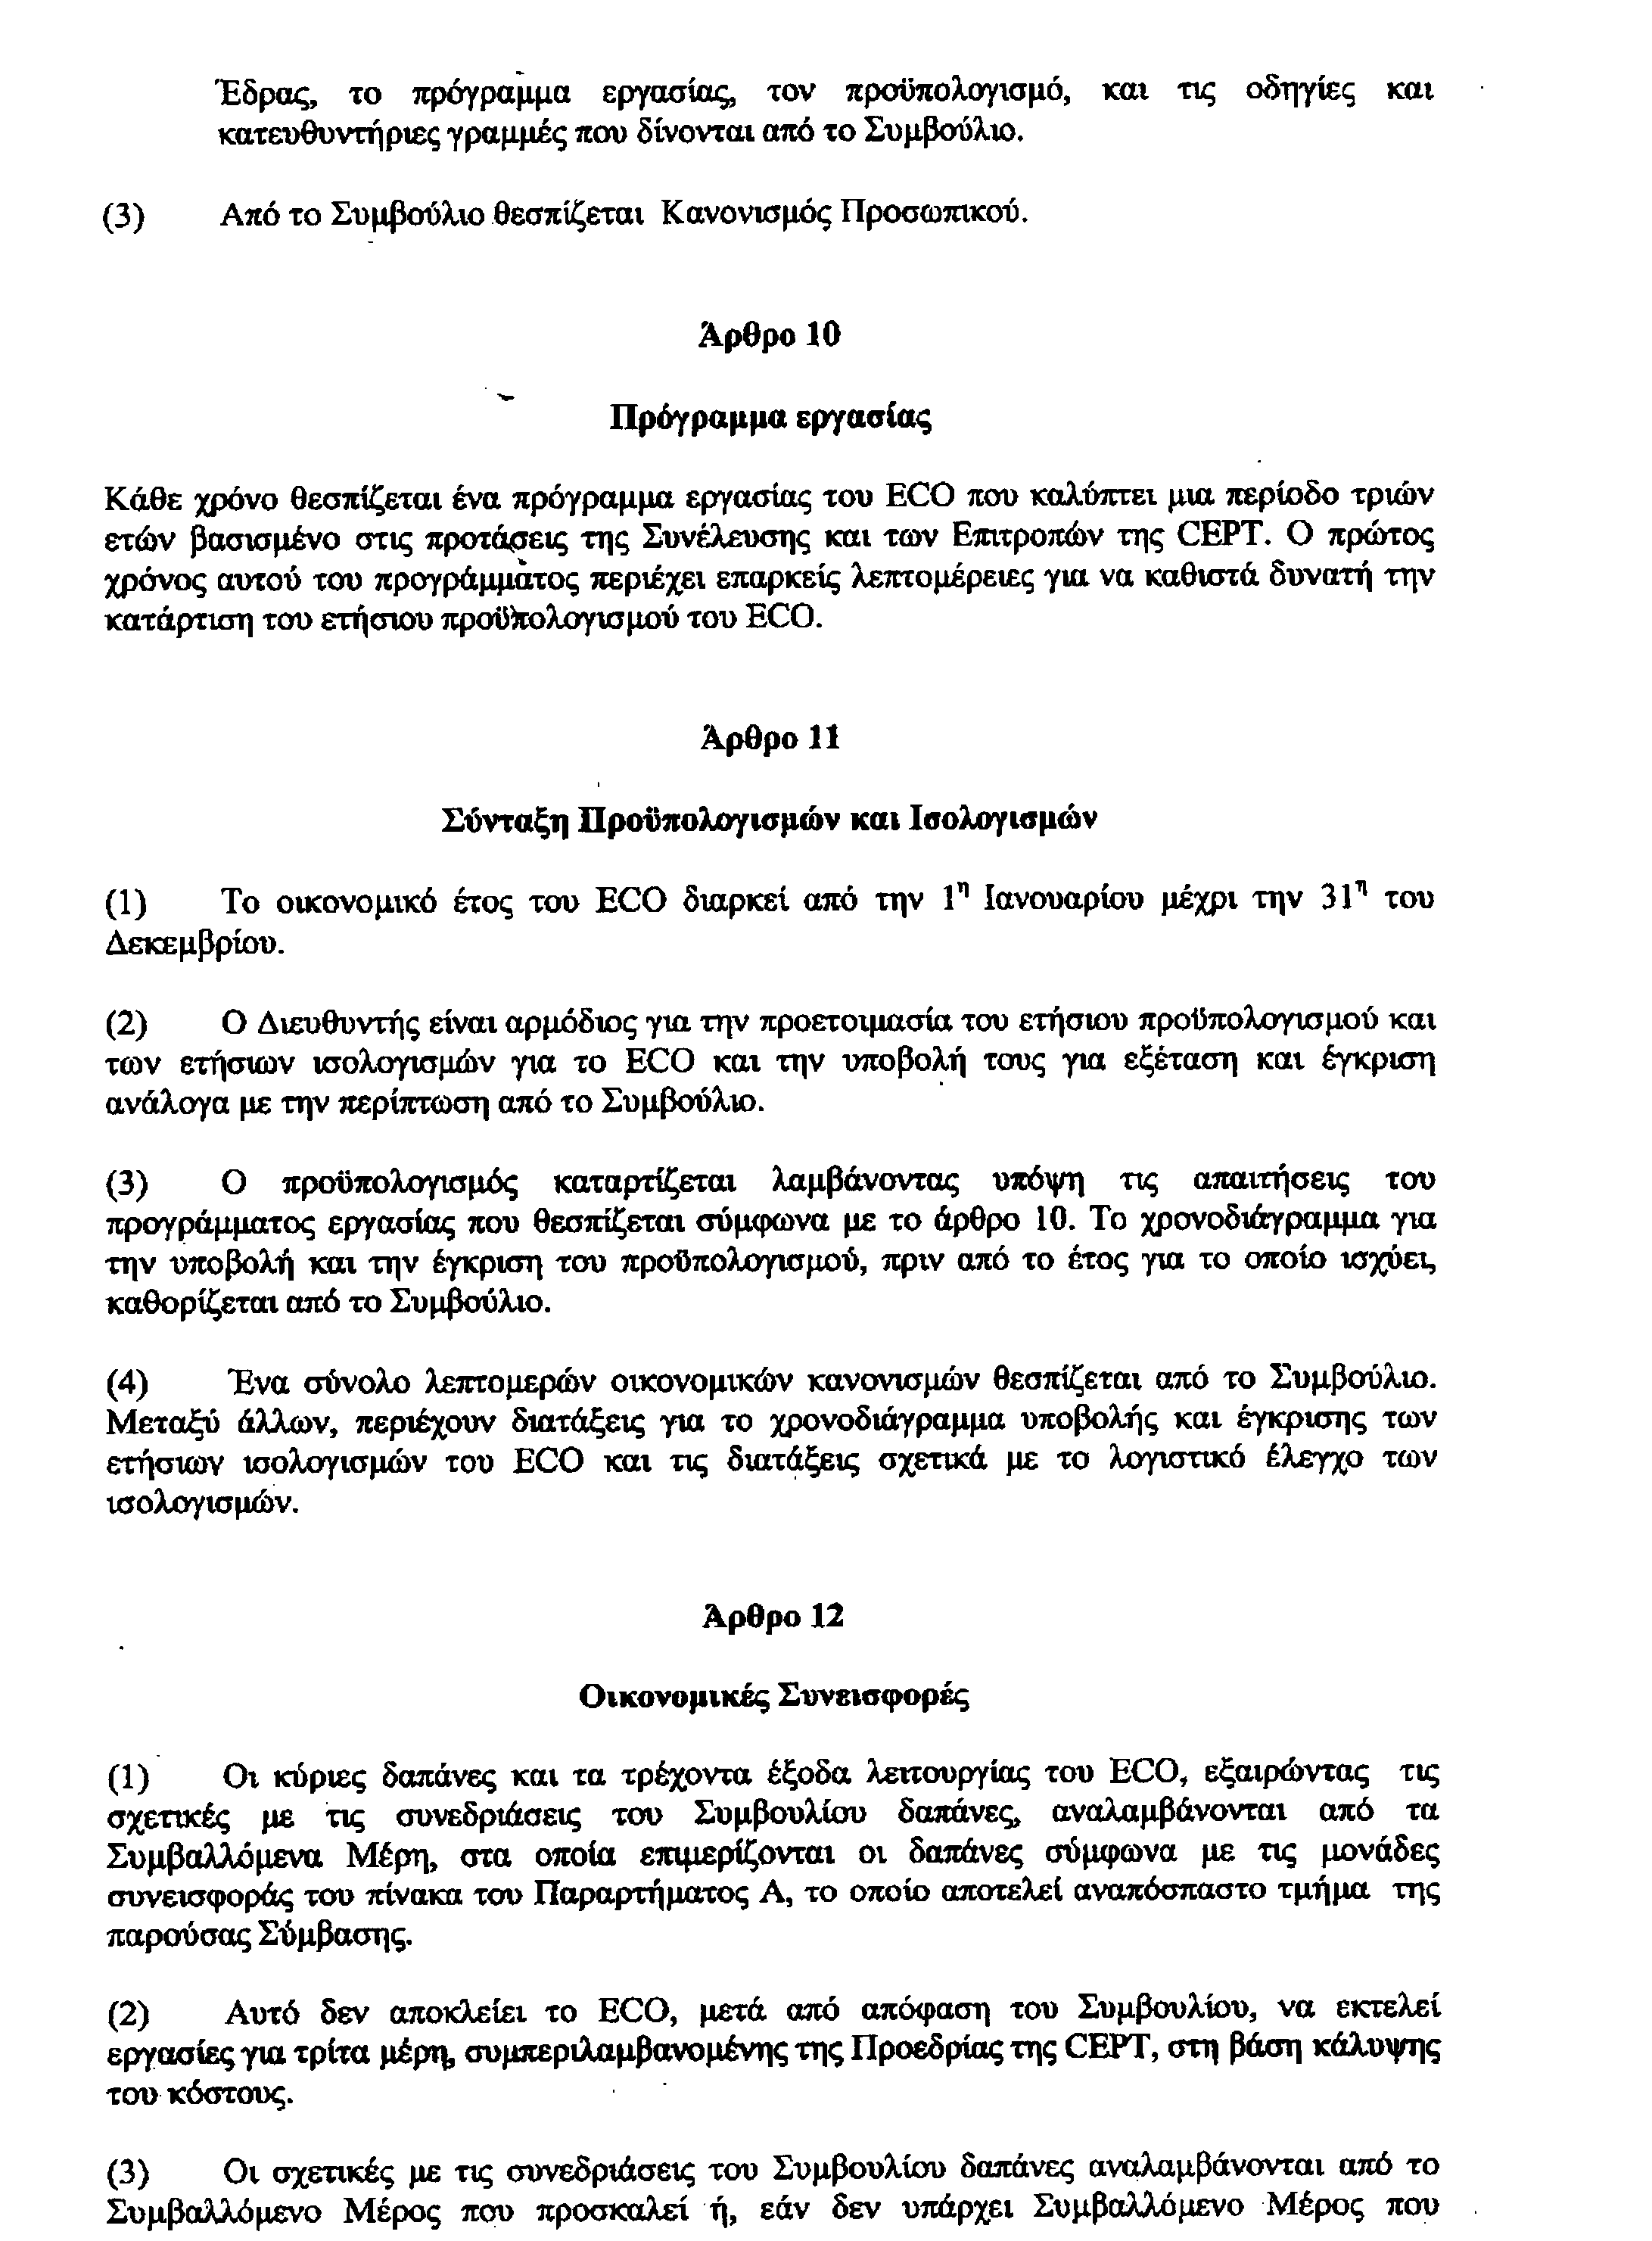 Έδρας, το πρόγραμμα εργασίας, τον προϋπολογισμό, και τις οδηγίες και
κατευθυντήριες γραμμές που δίνονται από το Συμβούλιο.
(3) Από το Συμβούλιο θεσπίζεται Κανονισμός Προσωπικού.
Άρθρο 10
Πρόγραμμα εργασίας
Κάθε χρόνο θεσπίζεται ένα πρόγραμμα εργασίας του ECO που καλύπτει μια περίοδο τριών
ετών βασισμένο στις προτάσεις της Συνέλευσης και των Επιτροπών της CEPT. Ο πρώτος
χρόνος αυτού του προγράμματος περιέχει επαρκείς λεπτομέρειες για να καθιστά δυνατή την
κατάρτιση του ετήσιου προϋπολογισμού του ECO.
Άρθρο 11
Σύνταξη Προϋπολογισμών και Ισολογισμών
(1) Το οικονομικό έτος του ECO διαρκεί από την 1η Ιανουαρίου μέχρι την 31η του
Δεκεμβρίου.
(2) Ο Διευθυντής είναι αρμόδιος για την προετοιμασία του ετήσιου προϋπολογισμού και
των ετήσιων ισολογισμών για το ECO και την υποβολή τους για εξέταση και έγκριση
ανάλογα με την περίπτωση από το Συμβούλιο.
(3) Ο προϋπολογισμός καταρτίζεται λαμβάνοντας υπόψη τις απαιτήσεις του
προγράμματος εργασίας που θεσπίζεται σύμφωνα με το άρθρο 10. Το χρονοδιάγραμμα για
την υποβολή και την έγκριση του προϋπολογισμού, πριν από το έτος για το οποίο ισχύει,
καθορίζεται από το Συμβούλιο.
(4) Ένα σύνολο λεπτομερών οικονομικών κανονισμών θεσπίζεται από το Συμβούλιο.
Μεταξύ άλλων, περιέχουν διατάξεις για το χρονοδιάγραμμα υποβολής και έγκρισης των
ετήσιων ισολογισμών του ECO και τις διατάξεις σχετικά με το λογιστικό έλεγχο των
ισολογισμών.
Άρθρο 12
Οικονομικές Συνεισφορές
(1) Οι κύριες δαπάνες και τα τρέχοντα έξοδα λειτουργίας του ECO, εξαιρώντας τις
σχετικές με τις συνεδριάσεις του Συμβουλίου δαπάνες, αναλαμβάνονται από τα
Συμβαλλόμενα Μέρη, στα οποία επιμερίζονται οι δαπάνες σύμφωνα με τις μονάδες
συνεισφοράς του πίνακα του Παραρτήματος Α, το οποίο αποτελεί αναπόσπαστο τμήμα της
παρούσας Σύμβασης.
(2) Αυτό δεν αποκλείει το ECO, μετά από απόφαση του Συμβουλίου, να εκτελεί
εργασίες για τρίτα μέρη, συμπεριλαμβανομένης της Προεδρίας της CEPT, στη βάση κάλυψης
του κόστους.
(3) Οι σχετικές με τις συνεδριάσεις του Συμβουλίου δαπάνες αναλαμβάνονται από το
Συμβαλλόμενο Μέρος που προσκαλεί ή, εάν δεν υπάρχει Συμβαλλόμενο Μέρος που